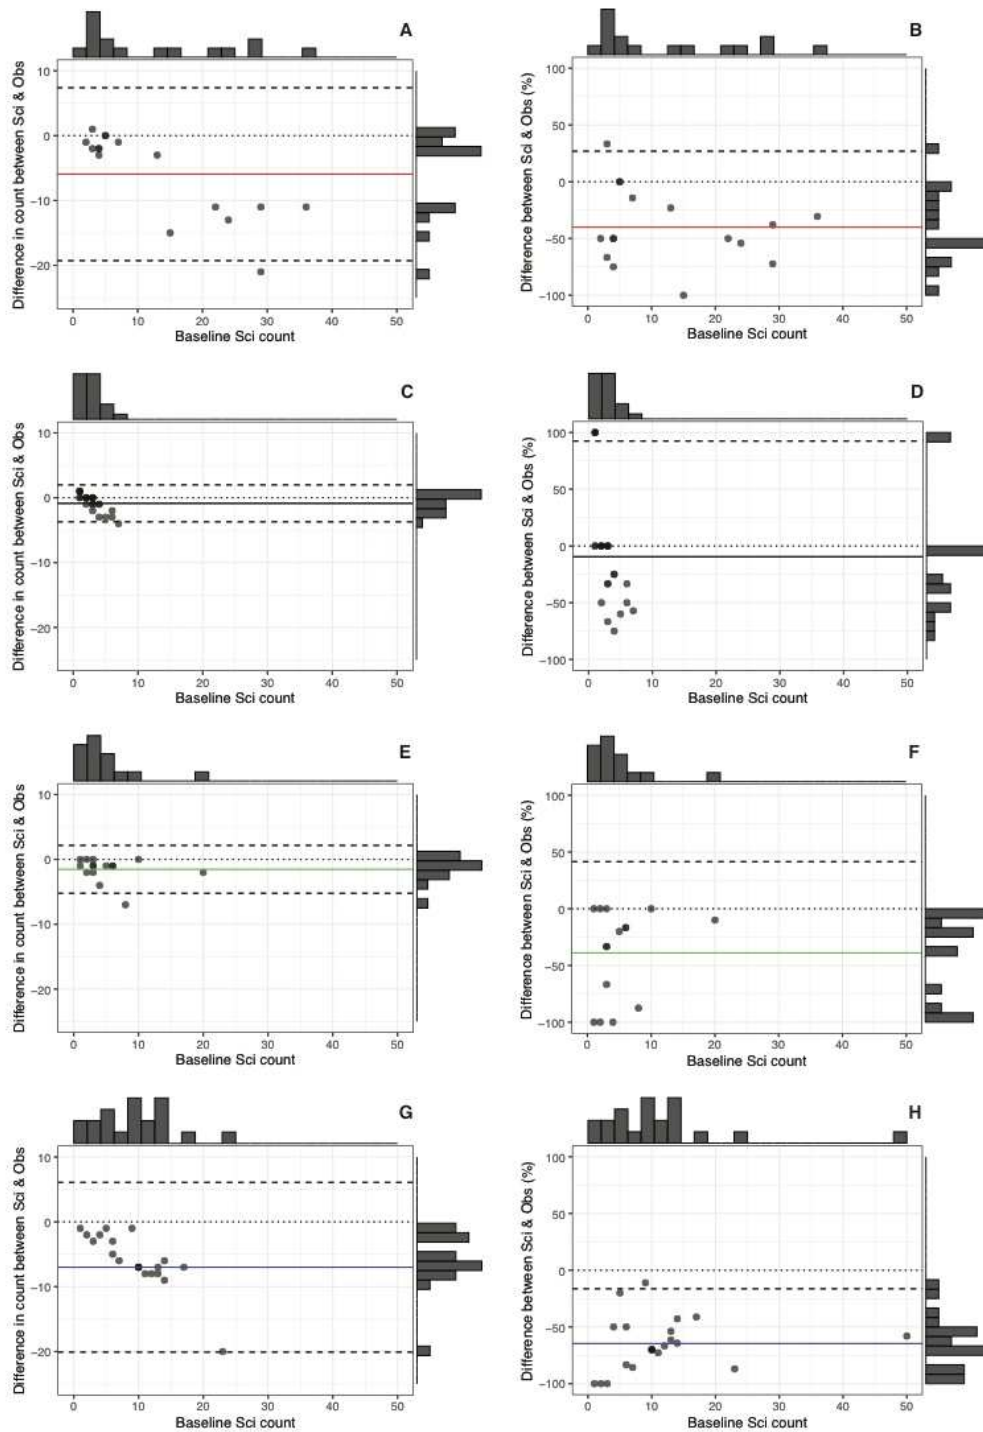 A
Difference in count between Sci & Obs
10
0
−10
−20
0 10 20 30 40 50
Baseline Sci count
B
Difference between Sci & Obs (%)
100
50
0
−50
−100
0 10 20 30 40 50
Baseline Sci count
C
Difference in count between Sci & Obs
10
0
−10
−20
0 10 20 30 40 50
Baseline Sci count
D
Difference between Sci & Obs (%)
100
50
0
−50
−100
0 10 20 30 40 50
Baseline Sci count
E
Difference in count between Sci & Obs
10
0
−10
−20
0 10 20 30 40 50
Baseline Sci count
F
Difference between Sci & Obs (%)
100
50
0
−50
−100
0 10 20 30 40 50
Baseline Sci count
G
Difference in count between Sci & Obs
10
0
−10
−20
0 10 20 30 40 50
Baseline Sci count
H
Difference between Sci & Obs (%)
100
50
0
−50
−100
0 10 20 30 40 50
Baseline Sci count